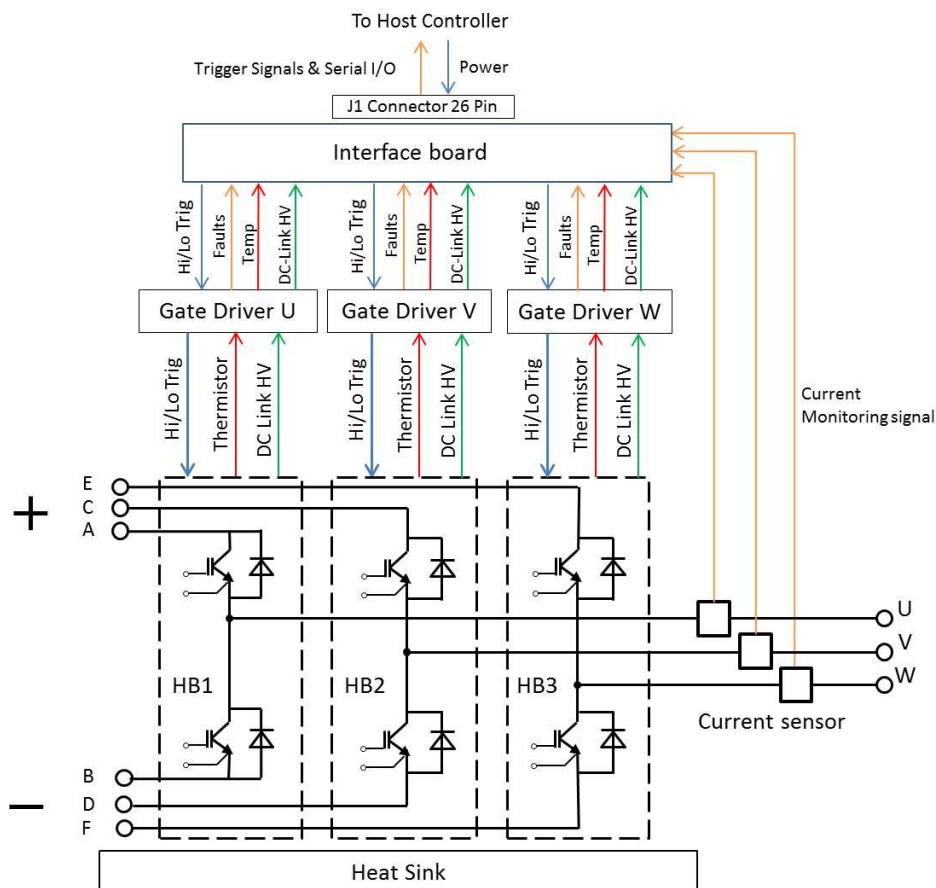 To Host Controller
Trigger Signals & Serial I/O
Power
J1 Connector 26 Pin
Interface board
Hi/Lo Trig
Faults
Temp
DC-Link HV
Hi/Lo Trig
Faults
Temp
DC-Link HV
Hi/Lo Trig
Faults
Temp
DC-Link HV
Gate Driver U
Gate Driver V
Gate Driver W
Hi/Lo Trig
Thermistor
DC Link HV
Hi/Lo Trig
Thermistor
DC Link HV
Hi/Lo Trig
Thermistor
DC Link HV
Current
Monitoring signal
+
E
C
A
U
V
W
HB1
HB2
HB3
Current sensor
−
B
D
F
Heat Sink